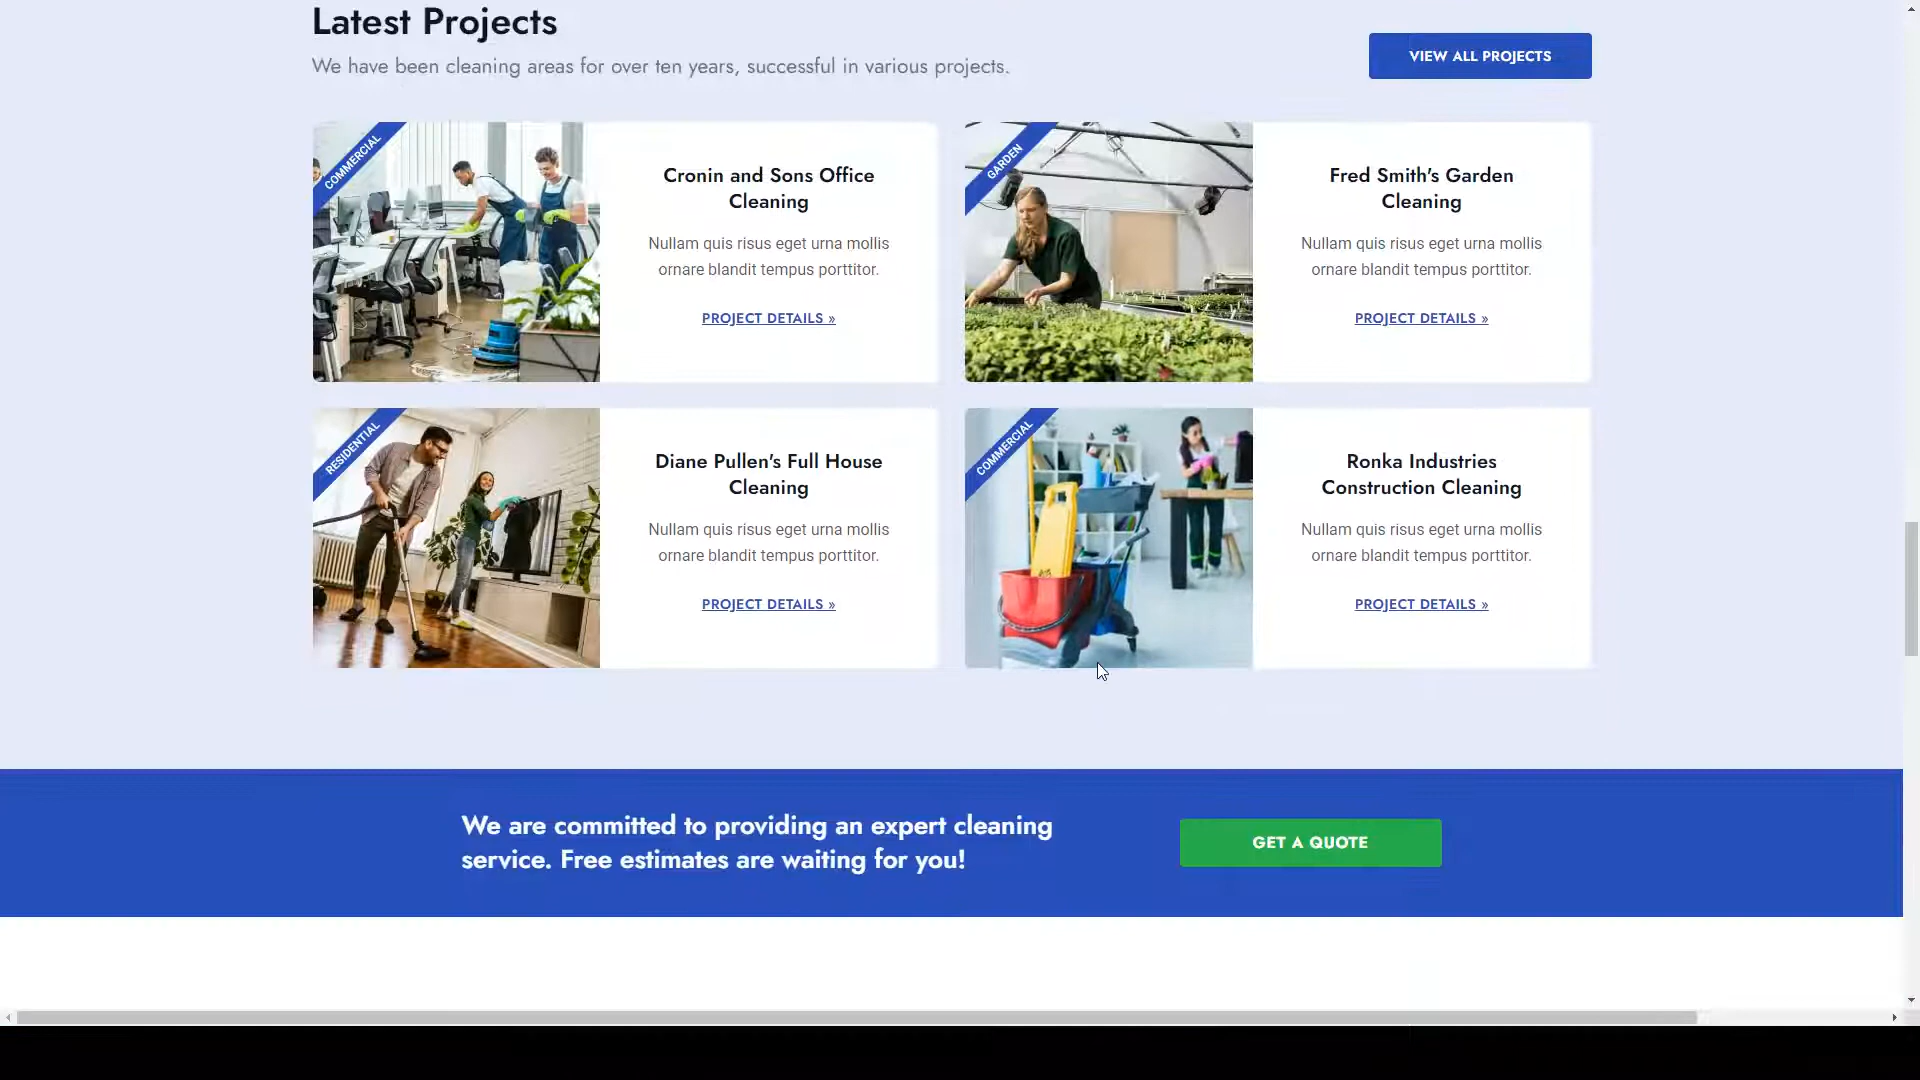 Latest Projects
We have been cleaning areas for over ten years, successful in various projects.
VIEW ALL PROJECTS
COMMERCIAL
Cronin and Sons Office
Cleaning
Nullam quis risus eget urna mollis
ornare blandit tempus porttitor.
PROJECT DETAILS »
GARDEN
Fred Smith's Garden
Cleaning
Nullam quis risus eget urna mollis
ornare blandit tempus porttitor.
PROJECT DETAILS »
RESIDENTIAL
Diane Pullen's Full House
Cleaning
Nullam quis risus eget urna mollis
ornare blandit tempus porttitor.
PROJECT DETAILS »
COMMERCIAL
Ronka Industries
Construction Cleaning
Nullam quis risus eget urna mollis
ornare blandit tempus porttitor.
PROJECT DETAILS »
We are committed to providing an expert cleaning
service. Free estimates are waiting for you!
GET A QUOTE